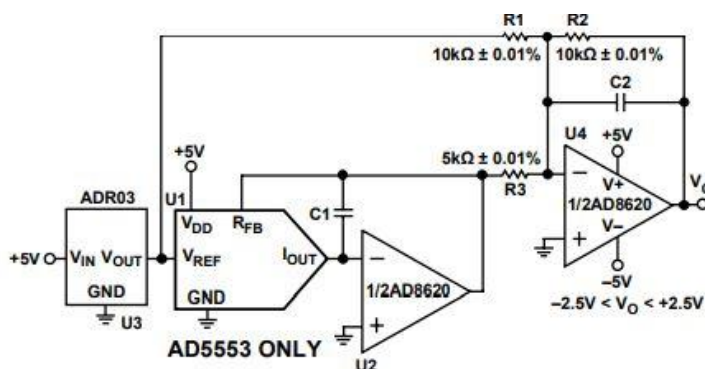 R1
R2
10kΩ ± 0.01%
10kΩ ± 0.01%
C2
U4
+5V
5kΩ ± 0.01%
+5V
R3
V+
ADR03
U1
VDD
RFB
C1
1/2AD8620
+5V
VIN
VOUT
VREF
IOUT
V–
GND
GND
1/2AD8620
–5V
U3
–2.5V < VO < +2.5V
AD5553 ONLY
U2